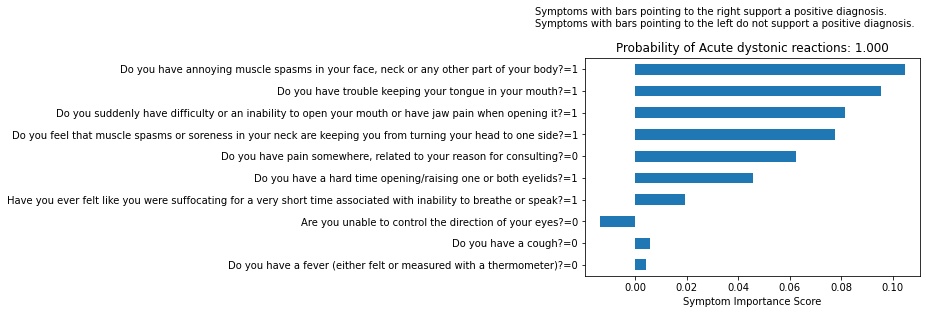 Symptoms with bars pointing to the right support a positive diagnosis.
Symptoms with bars pointing to the left do not support a positive diagnosis.
Probability of Acute dystonic reactions: 1.000
Do you have annoying muscle spasms in your face, neck or any other part of your body?=1
Do you have trouble keeping your tongue in your mouth?=1
Do you suddenly have difficulty or an inability to open your mouth or have jaw pain when opening it?=1
Do you feel that muscle spasms or soreness in your neck are keeping you from turning your head to one side?=1
Do you have pain somewhere, related to your reason for consulting?=0
Do you have a hard time opening/raising one or both eyelids?=1
Have you ever felt like you were suffocating for a very short time associated with inability to breathe or speak?=1
Are you unable to control the direction of your eyes?=0
Do you have a cough?=0
Do you have a fever (either felt or measured with a thermometer)?=0
0.00 0.02 0.04 0.06 0.08 0.10
Symptom Importance Score